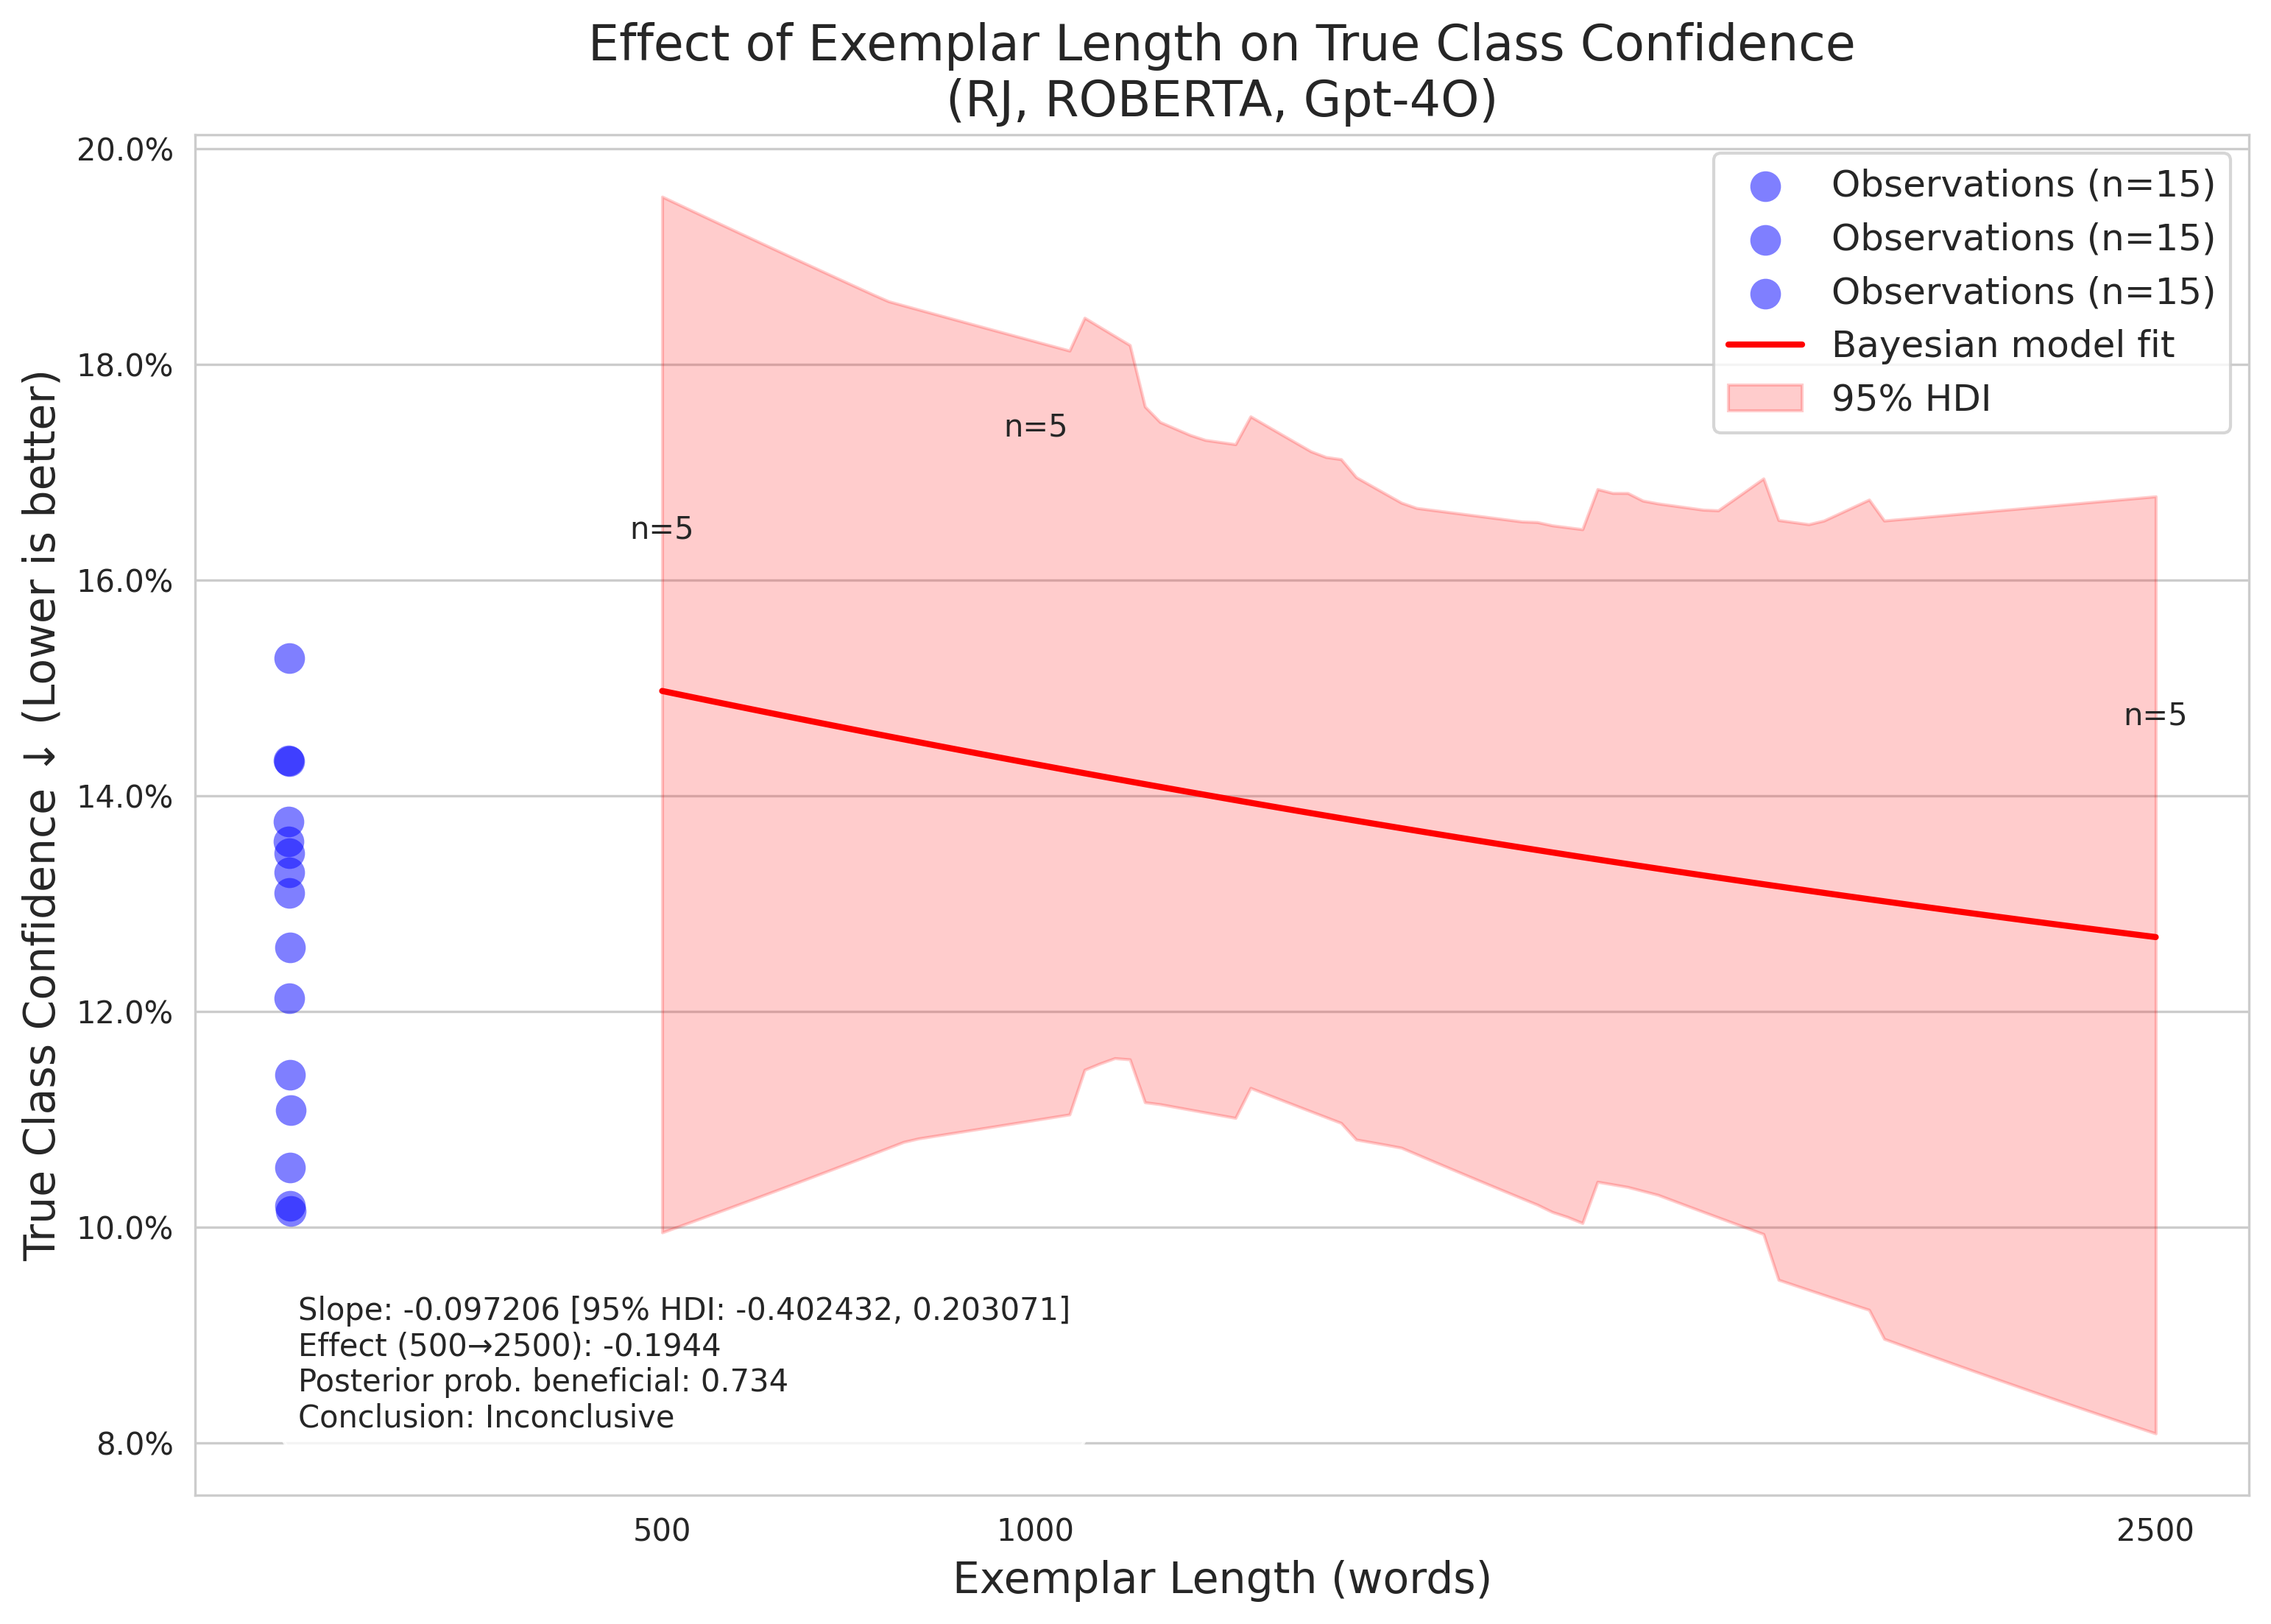 Effect of Exemplar Length on True Class Confidence
(RJ, ROBERTA, Gpt-4O)
True Class Confidence ↓ (Lower is better)
20.0%
18.0%
16.0%
14.0%
12.0%
10.0%
8.0%
Observations (n=15)
Observations (n=15)
Observations (n=15)
Bayesian model fit
95% HDI
n=5
n=5
n=5
Slope: -0.097206 [95% HDI: -0.402432, 0.203071]
Effect (500→2500): -0.1944
Posterior prob. beneficial: 0.734
Conclusion: Inconclusive
500
1000
2500
Exemplar Length (words)